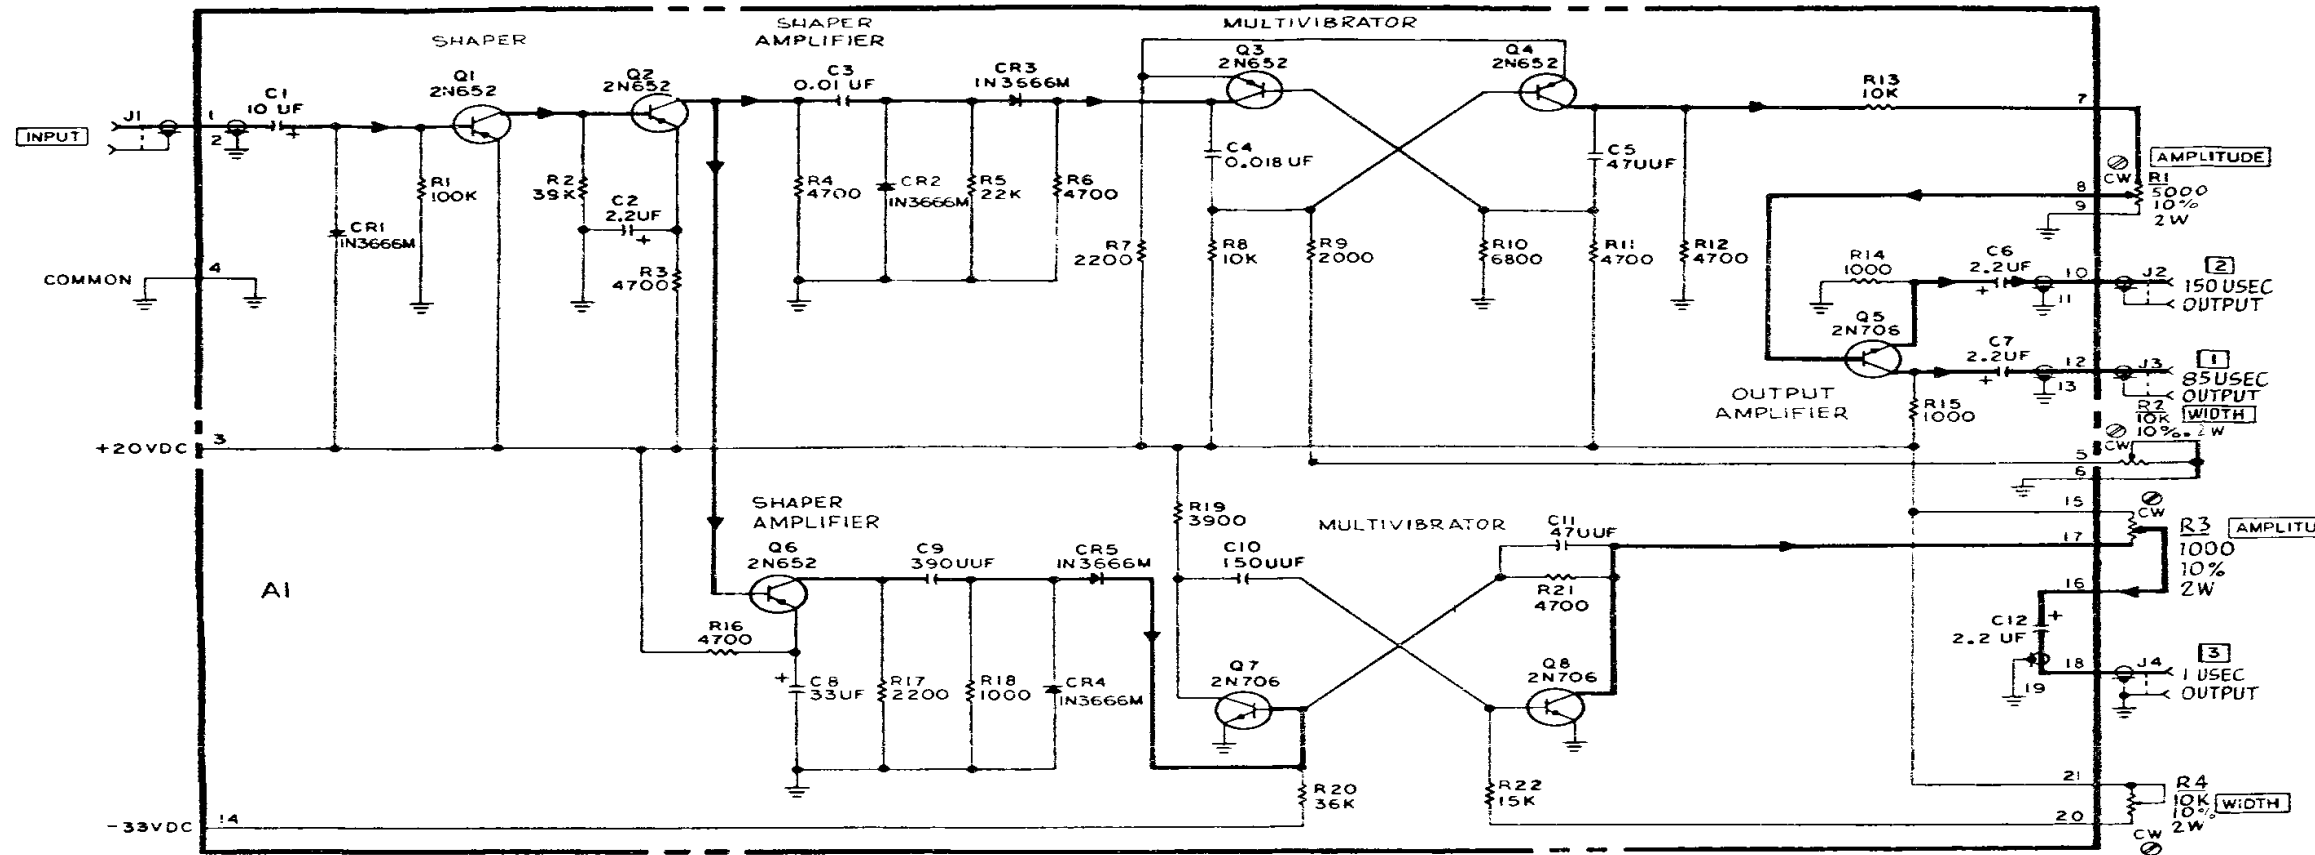 SHAPER
SHAPER
AMPLIFIER
MULTIVIBRATOR
Q1
2N652
Q2
2N652
C3
0.01 UF
CR3
1N3666M
Q3
2N652
Q4
2N652
R13
10K
7
INPUT
J1
1
2
C1
10 UF
+
R1
100K
CR1
1N3666M
R2
39K
C2
2.2UF
+
R3
4700
R4
4700
CR2
1N3666M
R5
22K
R6
4700
C4
0.018 UF
R7
2200
R8
10K
R9
2000
R10
6800
C5
47UUF
R11
4700
R12
4700
AMPLITUDE
CW
R1
5000
10%
2W
8
9
COMMON
4
R14
1000
C6
2.2UF
+
10
11
J2
2
150 USEC
OUTPUT
Q5
2N706
C7
2.2UF
+
12
13
J3
1
85 USEC
OUTPUT
OUTPUT
AMPLIFIER
R15
1000
R2
10K
10%
2W
WIDTH
CW
5
6
+20VDC
3
SHAPER
AMPLIFIER
Q6
2N652
C9
390UUF
CR5
1N3666M
R19
3900
MULTIVIBRATOR
C10
150UUF
C11
47UUF
R21
4700
15
CW
17
R3
1000
10%
2W
AMPLITU
16
A1
R16
4700
+
C8
33UF
R17
2200
R18
1000
CR4
1N3666M
Q7
2N706
Q8
2N706
C12
2.2 UF
+
18
19
J4
3
1 USEC
OUTPUT
R20
36K
R22
15K
21
20
R4
10K
10%
2W
WIDTH
CW
-33VDC
14